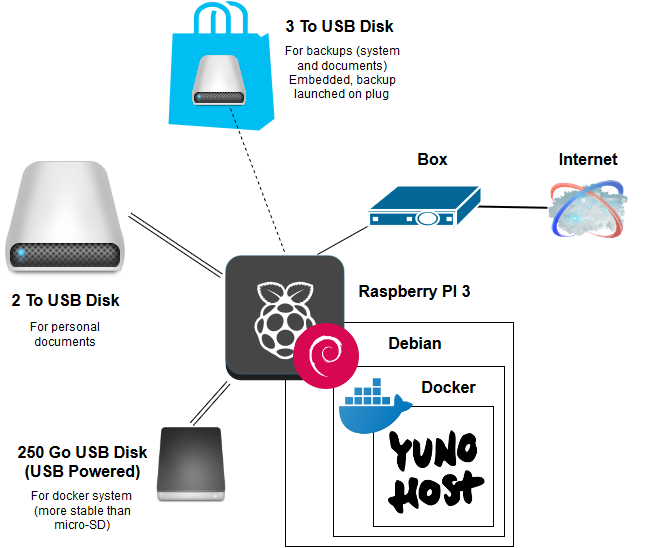 3 To USB Disk
For backups (system
and documents)
Embedded, backup
launched on plug
Box
Internet
2 To USB Disk
For personal
documents
Raspberry PI 3
Debian
Docker
YUNO
HOST
250 Go USB Disk
(USB Powered)
For docker system
(more stable than
micro-SD)